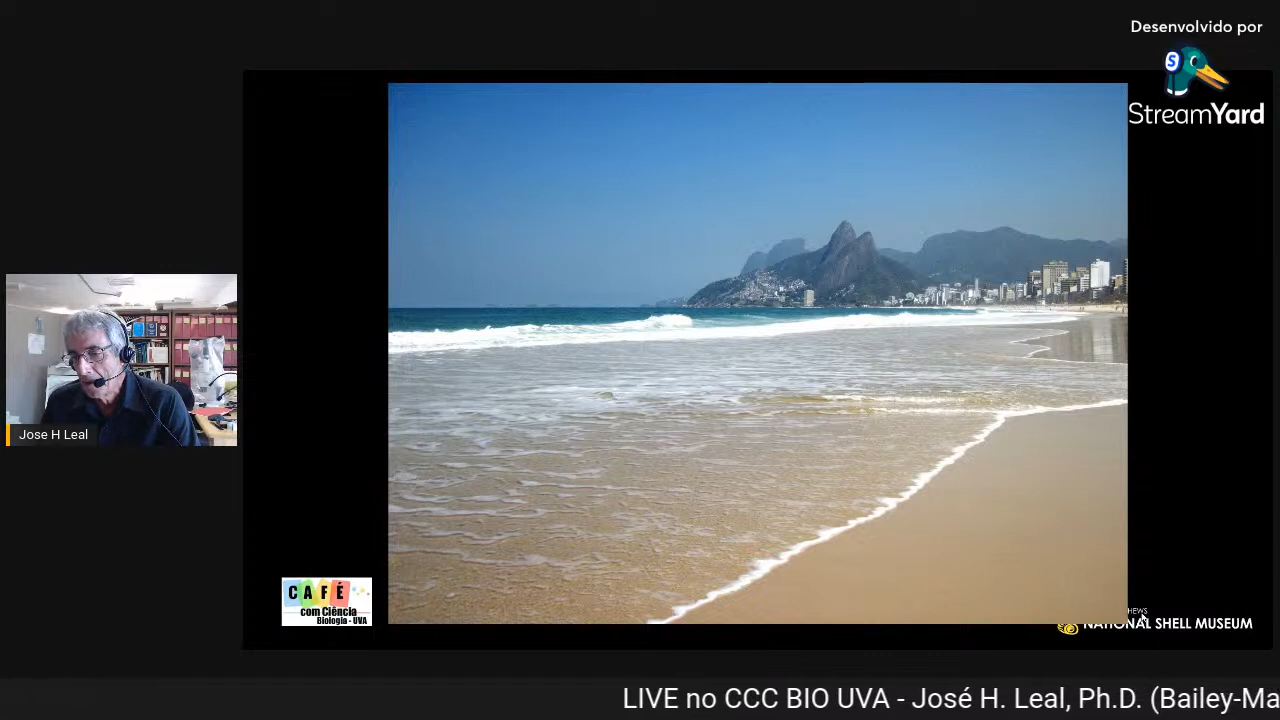 Desenvolvido por
StreamYard
Jose H Leal
CAFÉ
com Ciência
Biologia - UVA
HEWS
NATIONAL SHELL MUSEUM
LIVE no CCC BIO UVA - José H. Leal, Ph.D. (Bailey-Ma